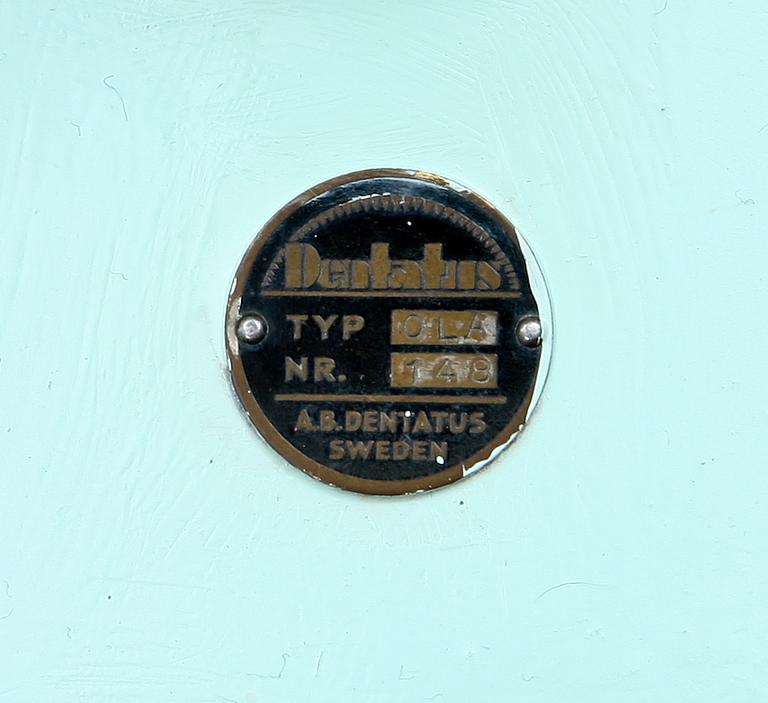 Dentatus
TYP OLA
NR. 148
A.B. DENTATUS
SWEDEN